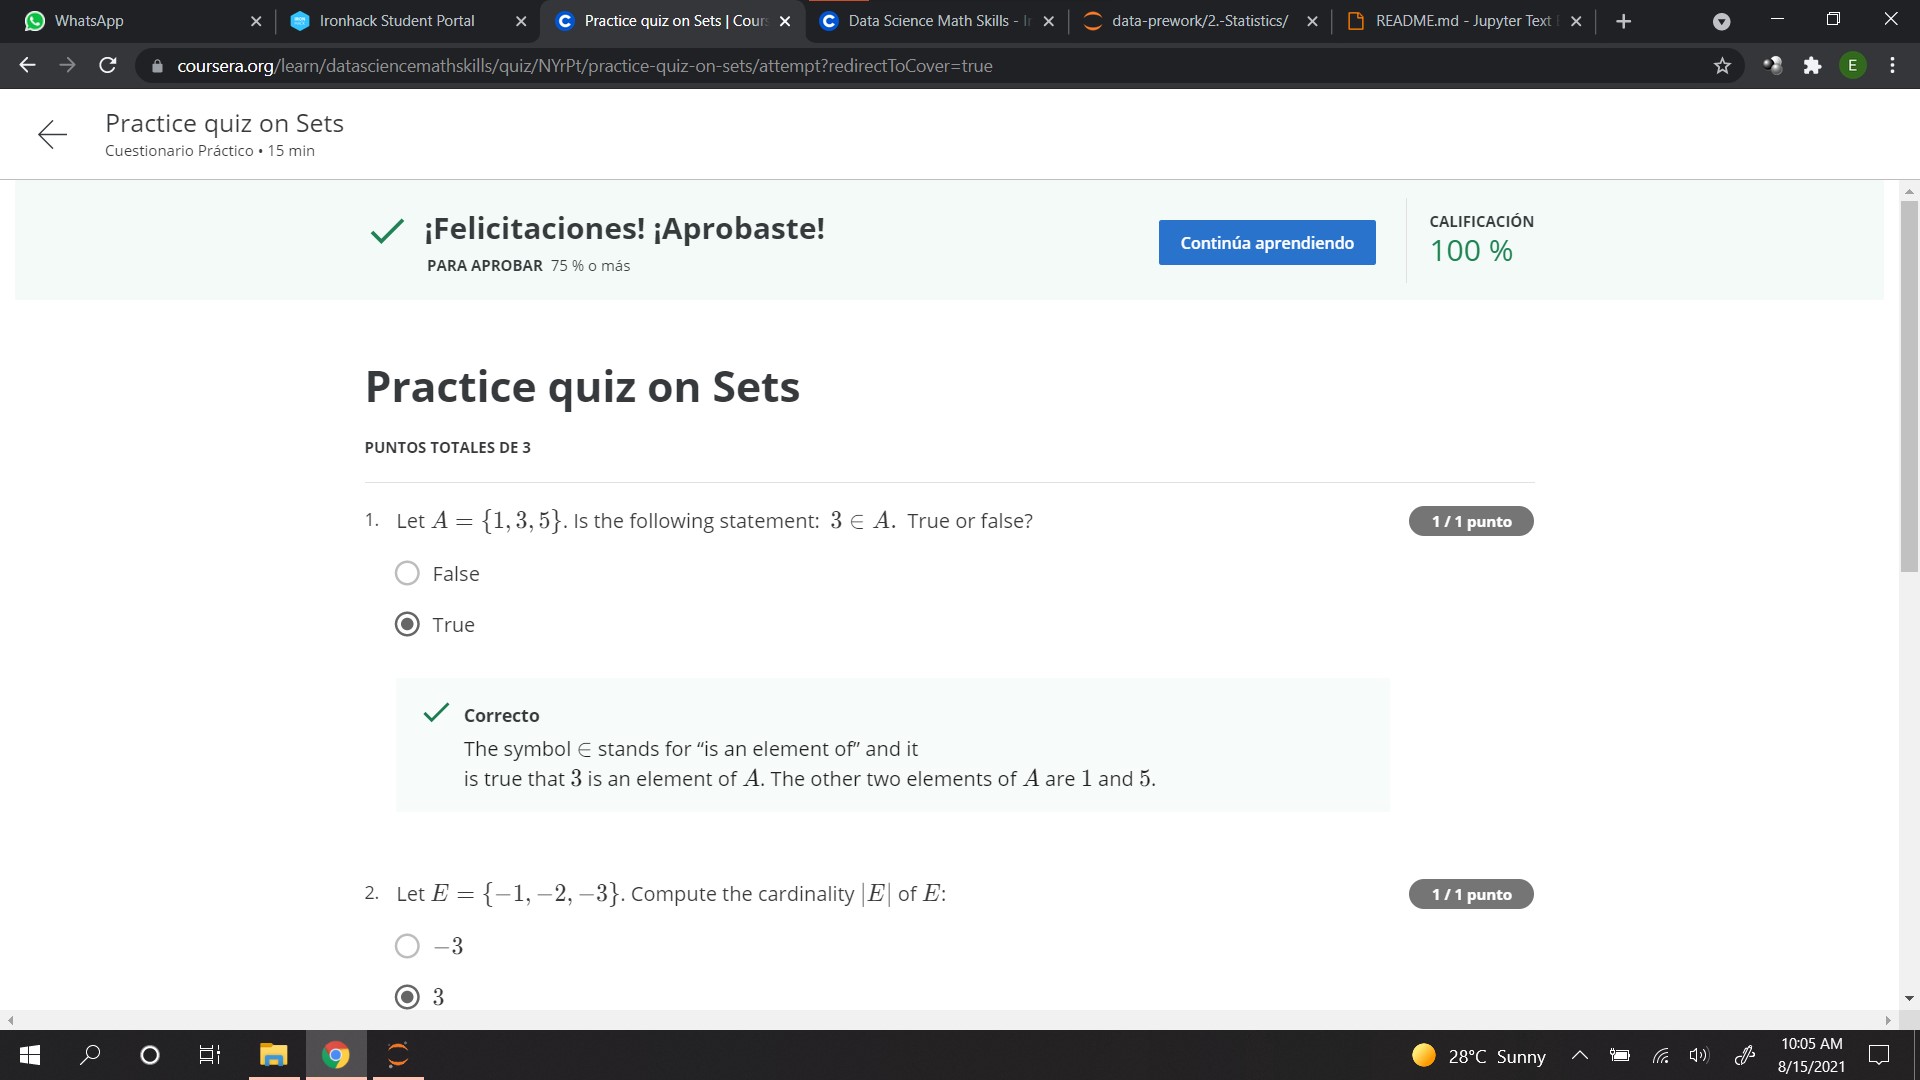 WhatsApp
Ironhack Student Portal
Practice quiz on Sets | Cours
Data Science Math Skills - In
data-prework/2.-Statistics/
README.md - Jupyter Text
coursera.org/learn/datasciencemathskills/quiz/NYrPt/practice-quiz-on-sets/attempt?redirectToCover=true
E
Practice quiz on Sets
Cuestionario Práctico • 15 min
¡Felicitaciones! ¡Aprobaste!
PARA APROBAR 75 % o más
Continúa aprendiendo
CALIFICACIÓN
100 %
Practice quiz on Sets
PUNTOS TOTALES DE 3
1. Let A = {1, 3, 5}. Is the following statement: 3 ∈ A. True or false?
1 / 1 punto
False
True
Correcto
The symbol ∈ stands for “is an element of” and it
is true that 3 is an element of A. The other two elements of A are 1 and 5.
2. Let E = {−1, −2, −3}. Compute the cardinality |E| of E:
1 / 1 punto
−3
3
28°C Sunny
10:05 AM
8/15/2021